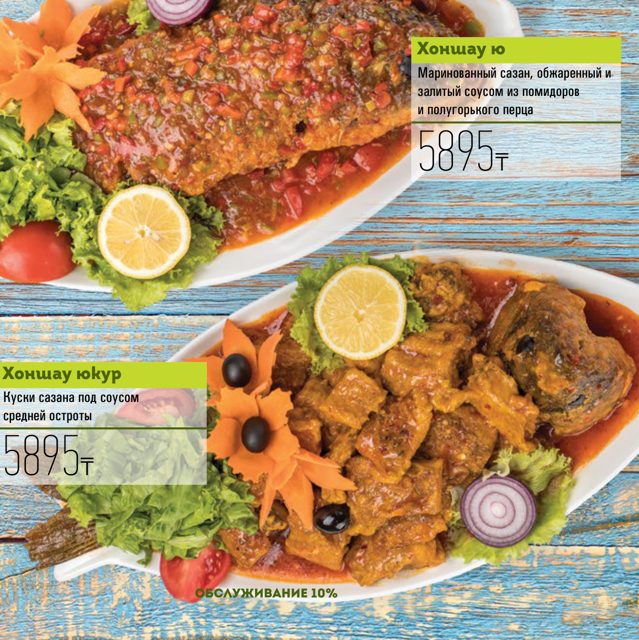 Хоншау ю
Маринованный сазан, обжаренный и
залитый соусом из помидоров
и полугорького перца
5895₸
Хоншау юкур
Куски сазана под соусом
средней остроты
5895₸
ОБСЛУЖИВАНИЕ 10%